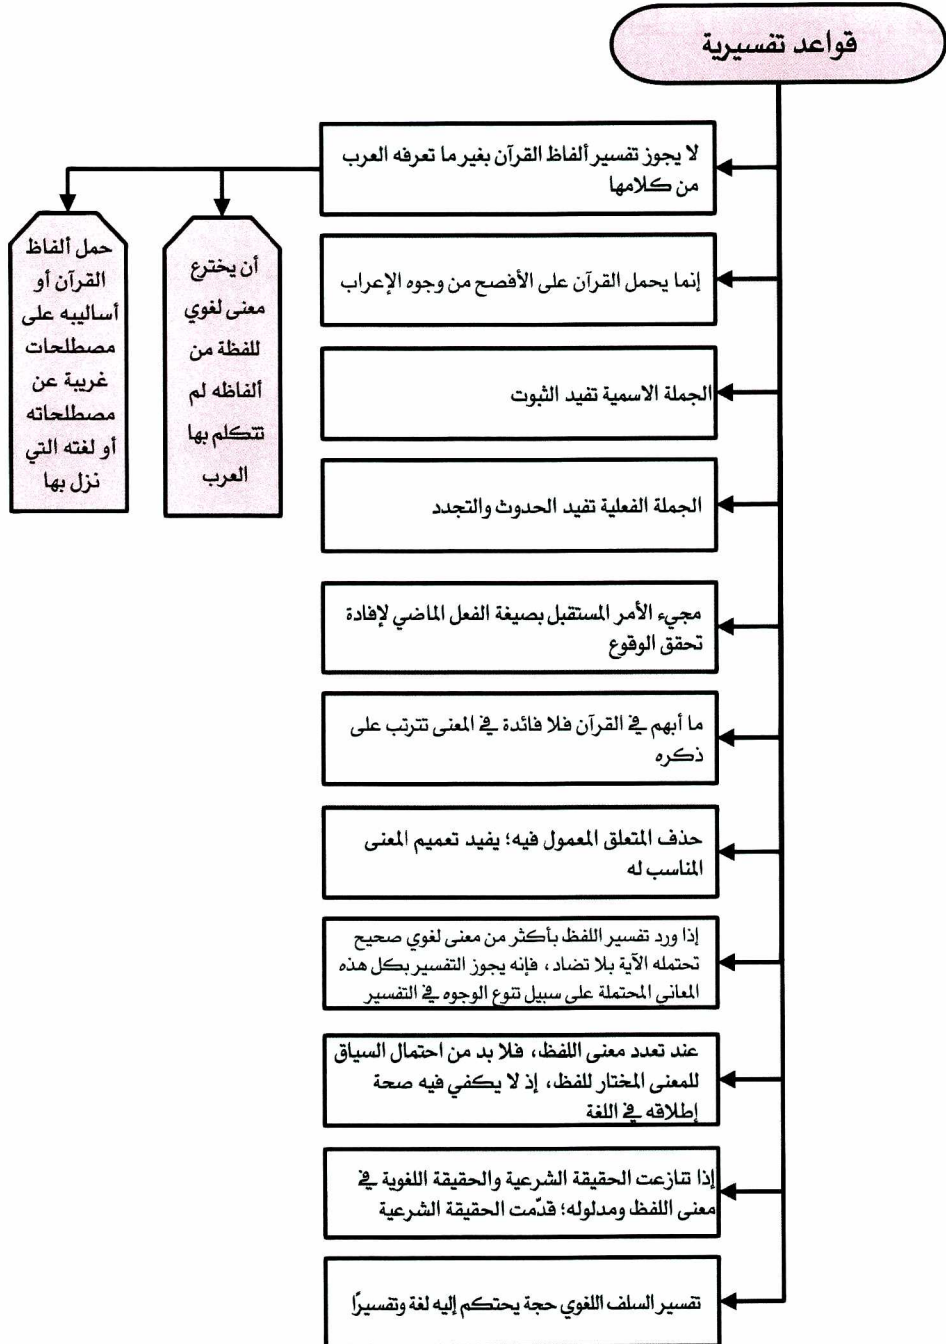 قواعد تفسيرية
لا يجوز تفسير ألفاظ القرآن بغير ما تعرفه العرب
من كلامها
أن يخترع
معنى لغوي
للفظة من
ألفاظه لم
تتكلم بها
العرب
حمل ألفاظ
القرآن أو
أساليبه على
مصطلحات
غريبة عن
مصطلحاته
أو لغته التي
نزل بها
إنما يحمل القرآن على الأفصح من وجوه الإعراب
الجملة الاسمية تفيد الثبوت
الجملة الفعلية تفيد الحدوث والتجدد
مجيء الأمر المستقبل بصيغة الفعل الماضي لإفادة
تحقق الوقوع
ما أبهم في القرآن فلا فائدة في المعنى تترتب على
ذكره
حذف المتعلق المعمول فيه؛ يفيد تعميم المعنى
المناسب له
إذا ورد تفسير اللفظ بأكثر من معنى لغوي صحيح
تحتمله الآية بلا تضاد، فإنه يجوز التفسير بكل هذه
المعاني المحتملة على سبيل تنوع الوجوه في التفسير
عند تعدد معنى اللفظ، فلا بد من احتمال السياق
للمعنى المختار للفظ، إذ لا يكفي فيه صحة
إطلاقه في اللغة
إذا تنازعت الحقيقة الشرعية والحقيقة اللغوية في
معنى اللفظ ومدلوله؛ قدّمت الحقيقة الشرعية
تفسير السلف اللغوي حجة يحتكم إليه لغة وتفسيرًا